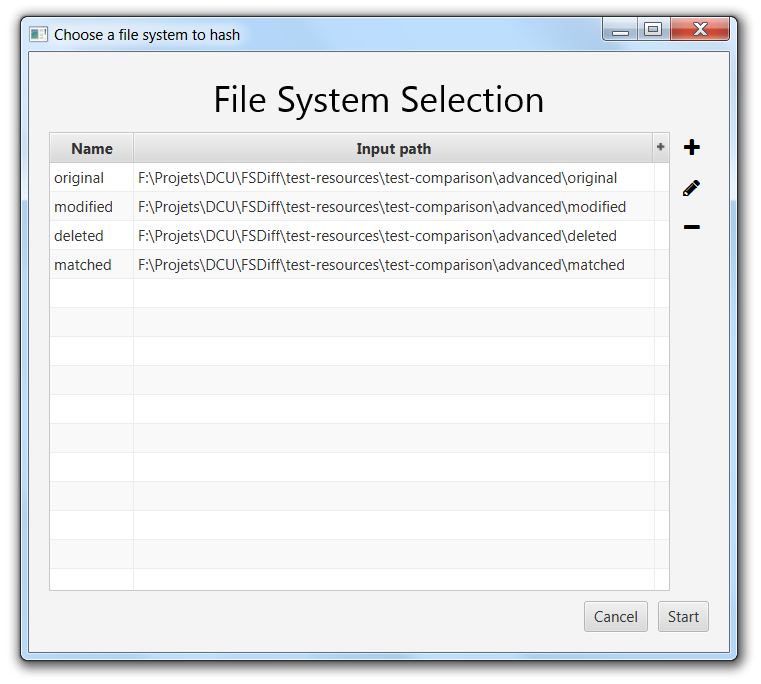 Choose a file system to hash
File System Selection
Name Input path +
original F:\Projets\DCU\FSDiff\test-resources\test-comparison\advanced\original
modified F:\Projets\DCU\FSDiff\test-resources\test-comparison\advanced\modified
deleted F:\Projets\DCU\FSDiff\test-resources\test-comparison\advanced\deleted
matched F:\Projets\DCU\FSDiff\test-resources\test-comparison\advanced\matched
Cancel Start